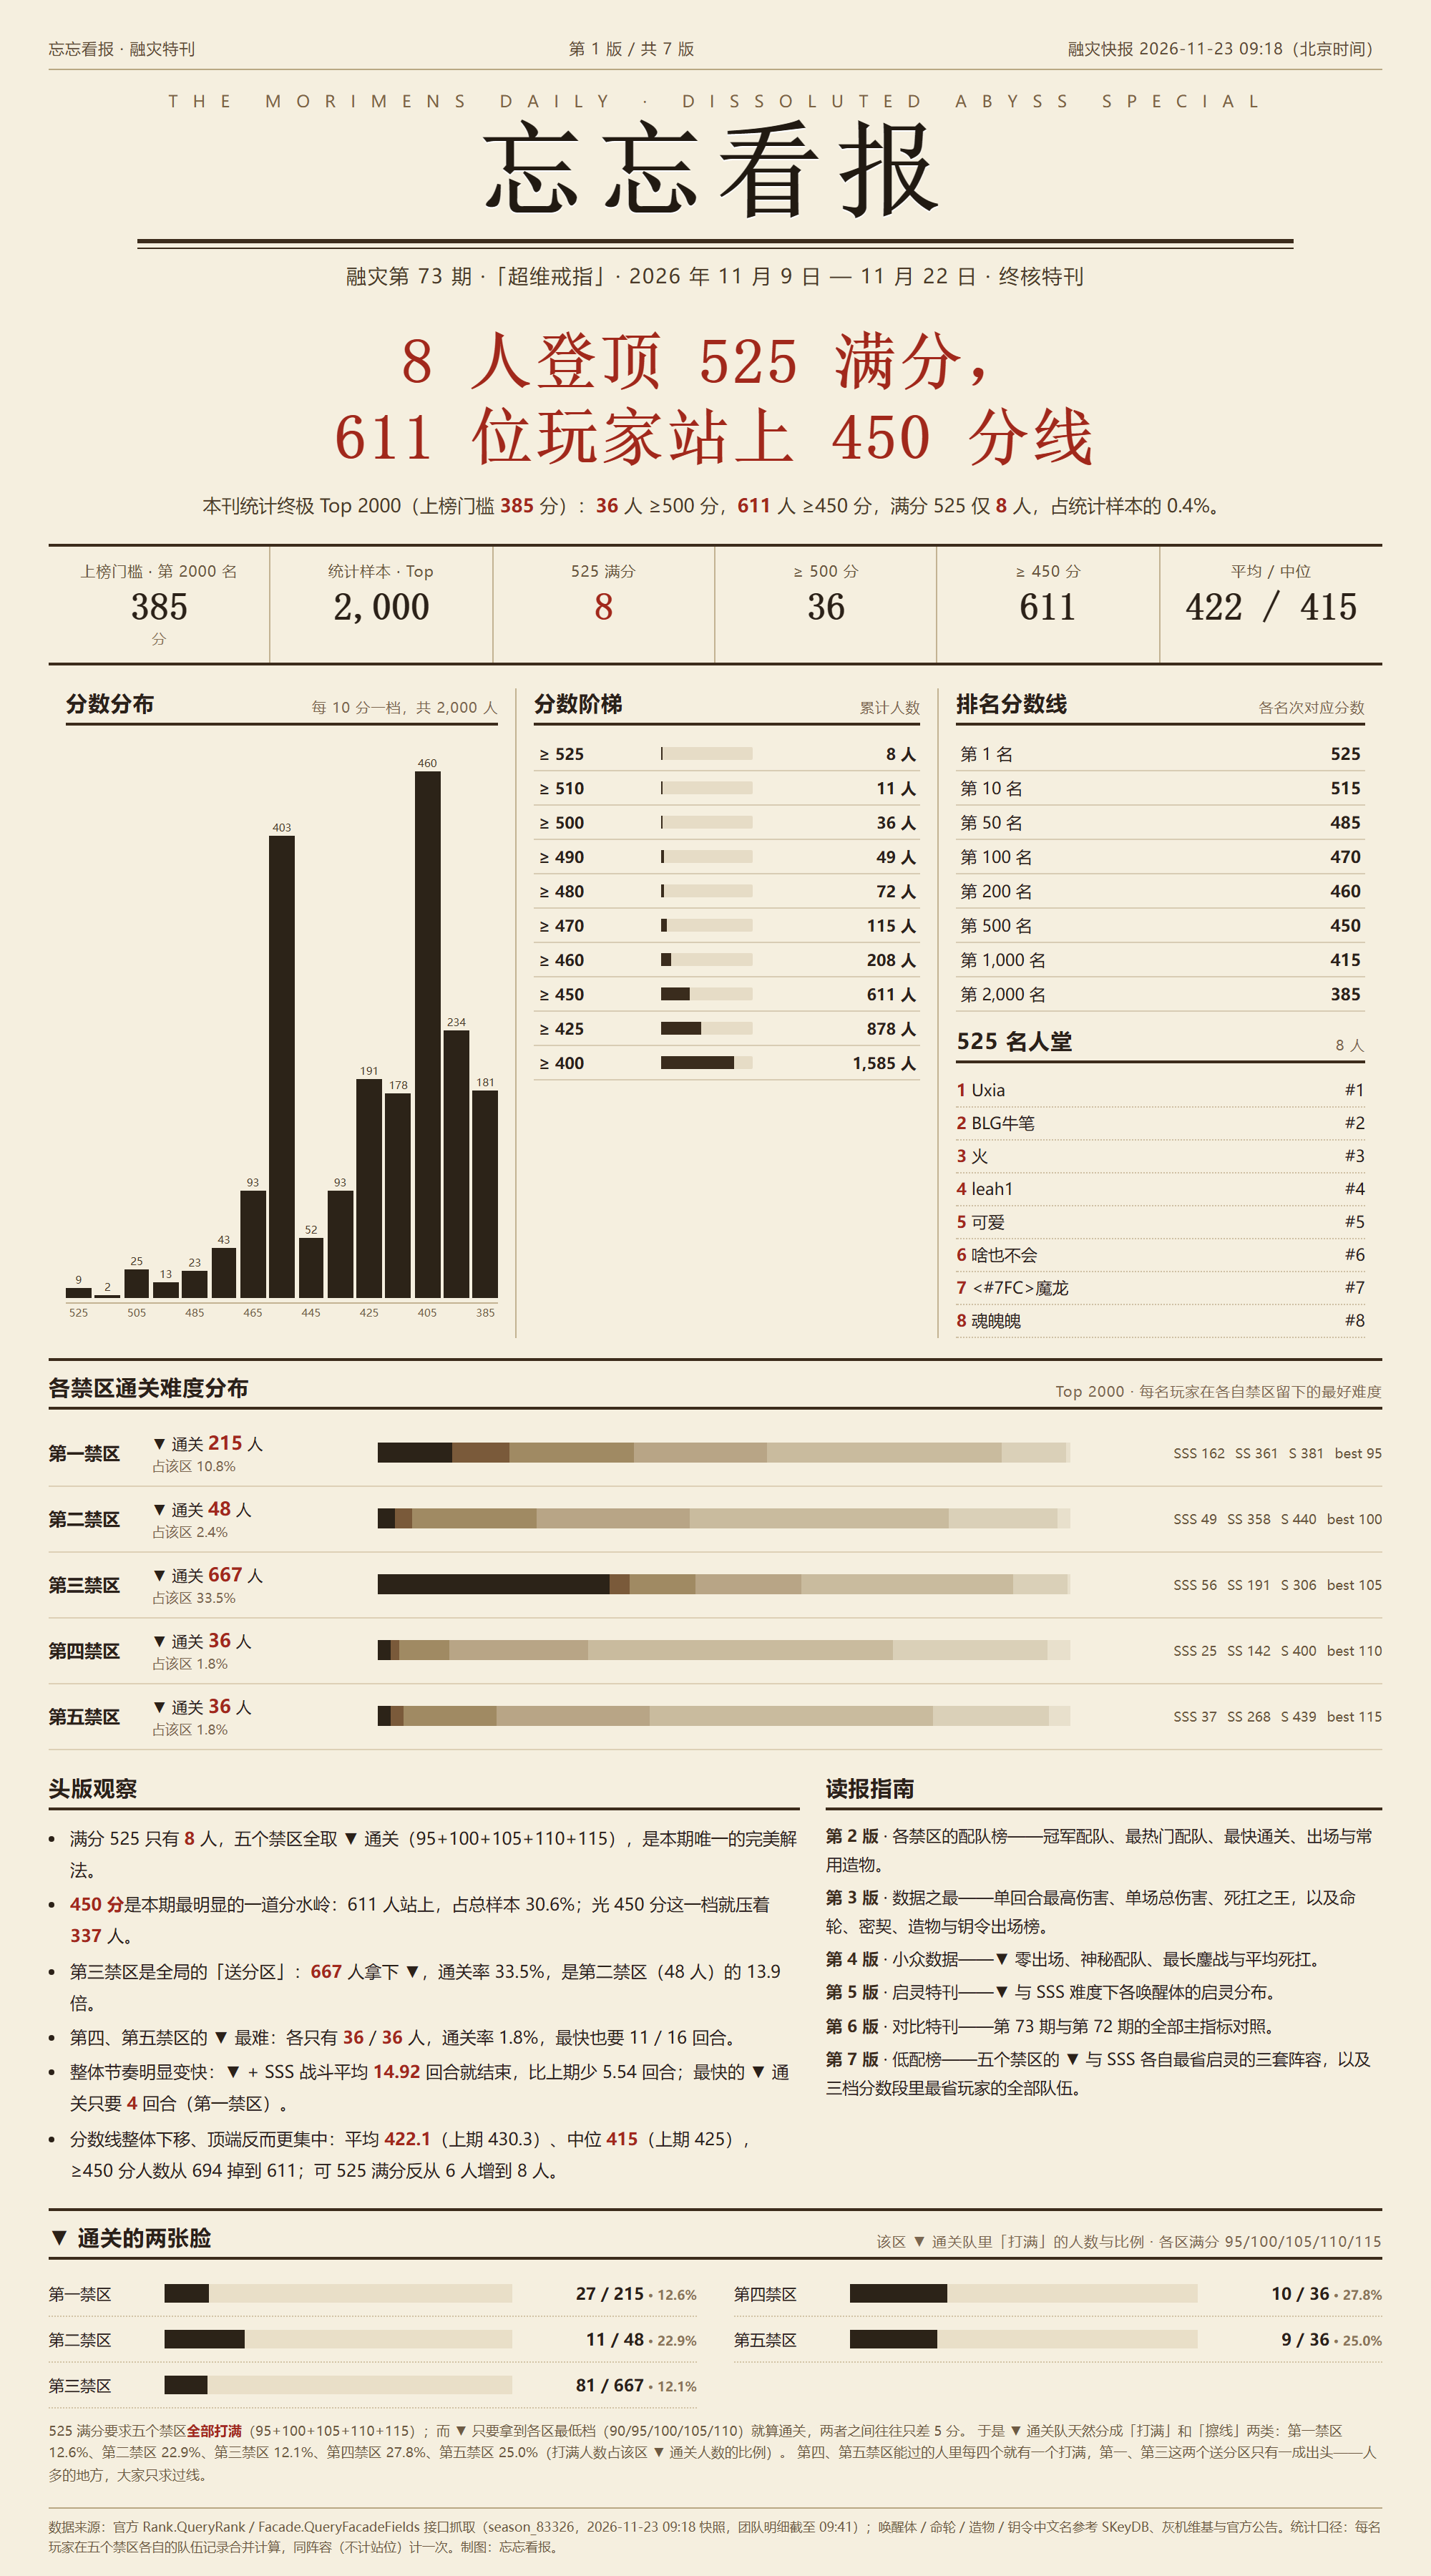 忘忘看报 · 融灾特刊
第 1 版 / 共 7 版
融灾快报 2026-11-23 09:18（北京时间）
THE MORIMENS DAILY · DISSOLUTED ABYSS SPECIAL
忘忘看报
融灾第 73 期 ·「超维戒指」· 2026 年 11 月 9 日 — 11 月 22 日 · 终核特刊
8 人登顶 525 满分，
611 位玩家站上 450 分线
本刊统计终极 Top 2000（上榜门槛 385 分）：36 人 ≥500 分，611 人 ≥450 分，满分 525 仅 8 人，占统计样本的 0.4%。
上榜门槛 · 第 2000 名
385
分
统计样本 · Top
2,000
525 满分
8
≥ 500 分
36
≥ 450 分
611
平均 / 中位
422 / 415
分数分布
每 10 分一档，共 2,000 人
9
2
25
13
23
43
93
403
52
93
191
178
460
234
181
525
505
485
465
445
425
405
385
分数阶梯
累计人数
≥ 525 8 人
≥ 510 11 人
≥ 500 36 人
≥ 490 49 人
≥ 480 72 人
≥ 470 115 人
≥ 460 208 人
≥ 450 611 人
≥ 425 878 人
≥ 400 1,585 人
排名分数线
各名次对应分数
第 1 名 525
第 10 名 515
第 50 名 485
第 100 名 470
第 200 名 460
第 500 名 450
第 1,000 名 415
第 2,000 名 385
525 名人堂
8 人
1 Uxia #1
2 BLG牛笔 #2
3 火 #3
4 leah1 #4
5 可爱 #5
6 啥也不会 #6
7 <#7FC>魔龙 #7
8 魂魄魄 #8
各禁区通关难度分布
Top 2000 · 每名玩家在各自禁区留下的最好难度
第一禁区
▼ 通关 215 人
占该区 10.8%
SSS 162 SS 361 S 381 best 95
第二禁区
▼ 通关 48 人
占该区 2.4%
SSS 49 SS 358 S 440 best 100
第三禁区
▼ 通关 667 人
占该区 33.5%
SSS 56 SS 191 S 306 best 105
第四禁区
▼ 通关 36 人
占该区 1.8%
SSS 25 SS 142 S 400 best 110
第五禁区
▼ 通关 36 人
占该区 1.8%
SSS 37 SS 268 S 439 best 115
头版观察
• 满分 525 只有 8 人，五个禁区全取 ▼ 通关（95+100+105+110+115），是本期唯一的完美解
法。
• 450 分是本期最明显的一道分水岭：611 人站上，占总样本 30.6%；光 450 分这一档就压着
337 人。
• 第三禁区是全局的「送分区」：667 人拿下 ▼，通关率 33.5%，是第二禁区（48 人）的 13.9
倍。
• 第四、第五禁区的 ▼ 最难：各只有 36 / 36 人，通关率 1.8%，最快也要 11 / 16 回合。
• 整体节奏明显变快：▼ + SSS 战斗平均 14.92 回合就结束，比上期少 5.54 回合；最快的 ▼ 通
关只要 4 回合（第一禁区）。
• 分数线整体下移、顶端反而更集中：平均 422.1（上期 430.3）、中位 415（上期 425），
≥450 分人数从 694 掉到 611；可 525 满分反从 6 人增到 8 人。
读报指南
第 2 版 · 各禁区的配队榜——冠军配队、最热门配队、最快通关、出场与常
用造物。
第 3 版 · 数据之最——单回合最高伤害、单场总伤害、死扛之王，以及命
轮、密契、造物与钥令出场榜。
第 4 版 · 小众数据——▼ 零出场、神秘配队、最长鏖战与平均死扛。
第 5 版 · 启灵特刊——▼ 与 SSS 难度下各唤醒体的启灵分布。
第 6 版 · 对比特刊——第 73 期与第 72 期的全部主指标对照。
第 7 版 · 低配榜——五个禁区的 ▼ 与 SSS 各自最省启灵的三套阵容，以及
三档分数段里最省玩家的全部队伍。
▼ 通关的两张脸
该区 ▼ 通关队里「打满」的人数与比例 · 各区满分 95/100/105/110/115
第一禁区 27 / 215 • 12.6%
第二禁区 11 / 48 • 22.9%
第三禁区 81 / 667 • 12.1%
第四禁区 10 / 36 • 27.8%
第五禁区 9 / 36 • 25.0%
525 满分要求五个禁区全部打满（95+100+105+110+115）；而 ▼ 只要拿到各区最低档（90/95/100/105/110）就算通关，两者之间往往只差 5 分。 于是 ▼ 通关队天然分成「打满」和「擦线」两类：第一禁区
12.6%、第二禁区 22.9%、第三禁区 12.1%、第四禁区 27.8%、第五禁区 25.0%（打满人数占该区 ▼ 通关人数的比例）。 第四、第五禁区能过的人里每四个就有一个打满，第一、第三这两个送分区只有一成出头——人
多的地方，大家只求过线。
数据来源：官方 Rank.QueryRank / Facade.QueryFacadeFields 接口抓取（season_83326，2026-11-23 09:18 快照，团队明细截至 09:41）；唤醒体 / 命轮 / 造物 / 钥令中文名参考 SKeyDB、灰机维基与官方公告。统计口径：每名
玩家在五个禁区各自的队伍记录合并计算，同阵容（不计站位）计一次。制图：忘忘看报。